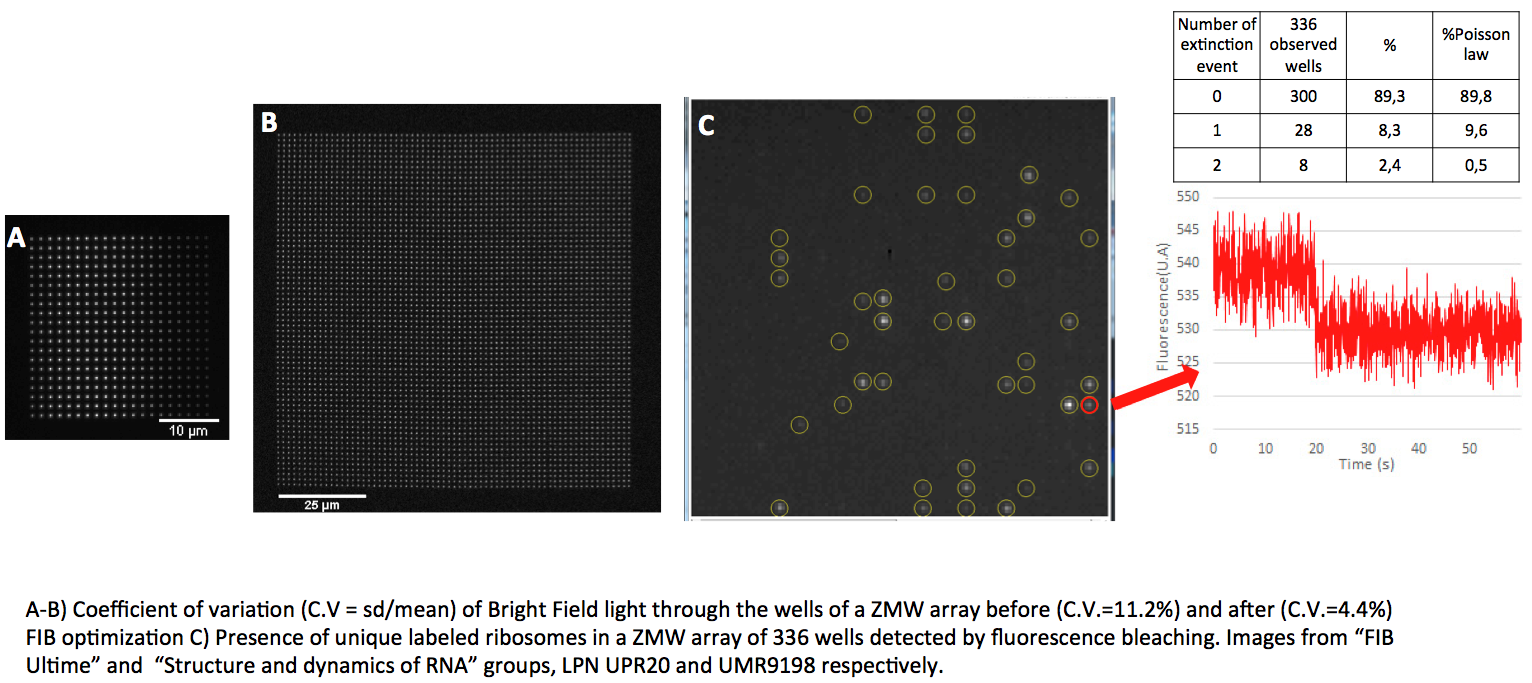 A
10 µm
B
25 µm
C
Number of extinction event | 336 observed wells | % | %Poisson law
0 | 300 | 89,3 | 89,8
1 | 28 | 8,3 | 9,6
2 | 8 | 2,4 | 0,5
Fluorescence(U.A)
550
545
540
535
530
525
520
515
0 10 20 30 40 50
Time (s)
A-B) Coefficient of variation (C.V = sd/mean) of Bright Field light through the wells of a ZMW array before (C.V.=11.2%) and after (C.V.=4.4%)
FIB optimization C) Presence of unique labeled ribosomes in a ZMW array of 336 wells detected by fluorescence bleaching. Images from “FIB
Ultime” and “Structure and dynamics of RNA” groups, LPN UPR20 and UMR9198 respectively.